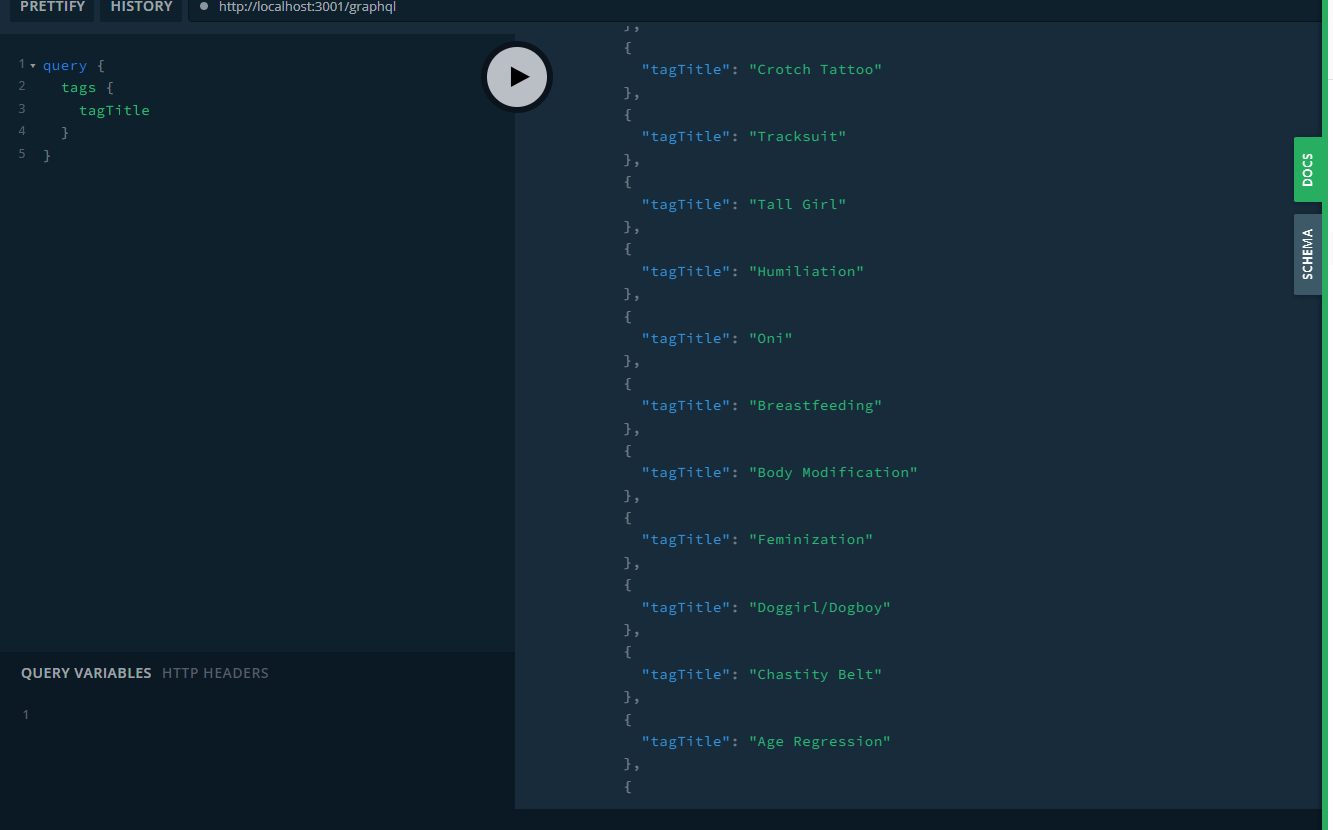 PRETTIFY HISTORY http://localhost:3001/graphql
1 query {
2 tags {
3 tagTitle
4 }
5 }
QUERY VARIABLES HTTP HEADERS
1
},
{
"tagTitle": "Crotch Tattoo"
},
{
"tagTitle": "Tracksuit"
},
{
"tagTitle": "Tall Girl"
},
{
"tagTitle": "Humiliation"
},
{
"tagTitle": "Oni"
},
{
"tagTitle": "Breastfeeding"
},
{
"tagTitle": "Body Modification"
},
{
"tagTitle": "Feminization"
},
{
"tagTitle": "Doggirl/Dogboy"
},
{
"tagTitle": "Chastity Belt"
},
{
"tagTitle": "Age Regression"
},
{
DOCS
SCHEMA